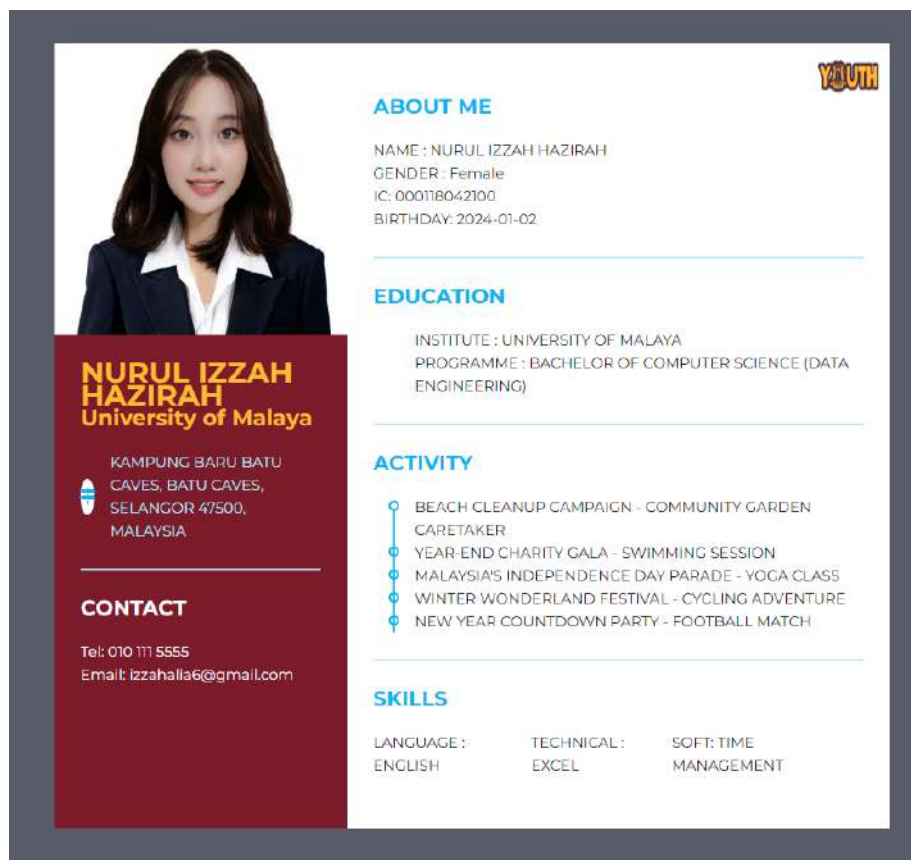 YOUTH
NURUL IZZAH
HAZIRAH
University of Malaya
KAMPUNG BARU BATU
CAVES, BATU CAVES,
SELANGOR 47500,
MALAYSIA
CONTACT
Tel: 010 111 5555
Email: izzahalia6@gmail.com
ABOUT ME
NAME : NURUL IZZAH HAZIRAH
GENDER : Female
IC: 000118042100
BIRTHDAY: 2024-01-02
EDUCATION
INSTITUTE : UNIVERSITY OF MALAYA
PROGRAMME : BACHELOR OF COMPUTER SCIENCE (DATA
ENGINEERING)
ACTIVITY
BEACH CLEANUP CAMPAIGN - COMMUNITY GARDEN
CARETAKER
YEAR-END CHARITY GALA - SWIMMING SESSION
MALAYSIA'S INDEPENDENCE DAY PARADE - YOGA CLASS
WINTER WONDERLAND FESTIVAL - CYCLING ADVENTURE
NEW YEAR COUNTDOWN PARTY - FOOTBALL MATCH
SKILLS
LANGUAGE :
ENGLISH
TECHNICAL :
EXCEL
SOFT: TIME
MANAGEMENT